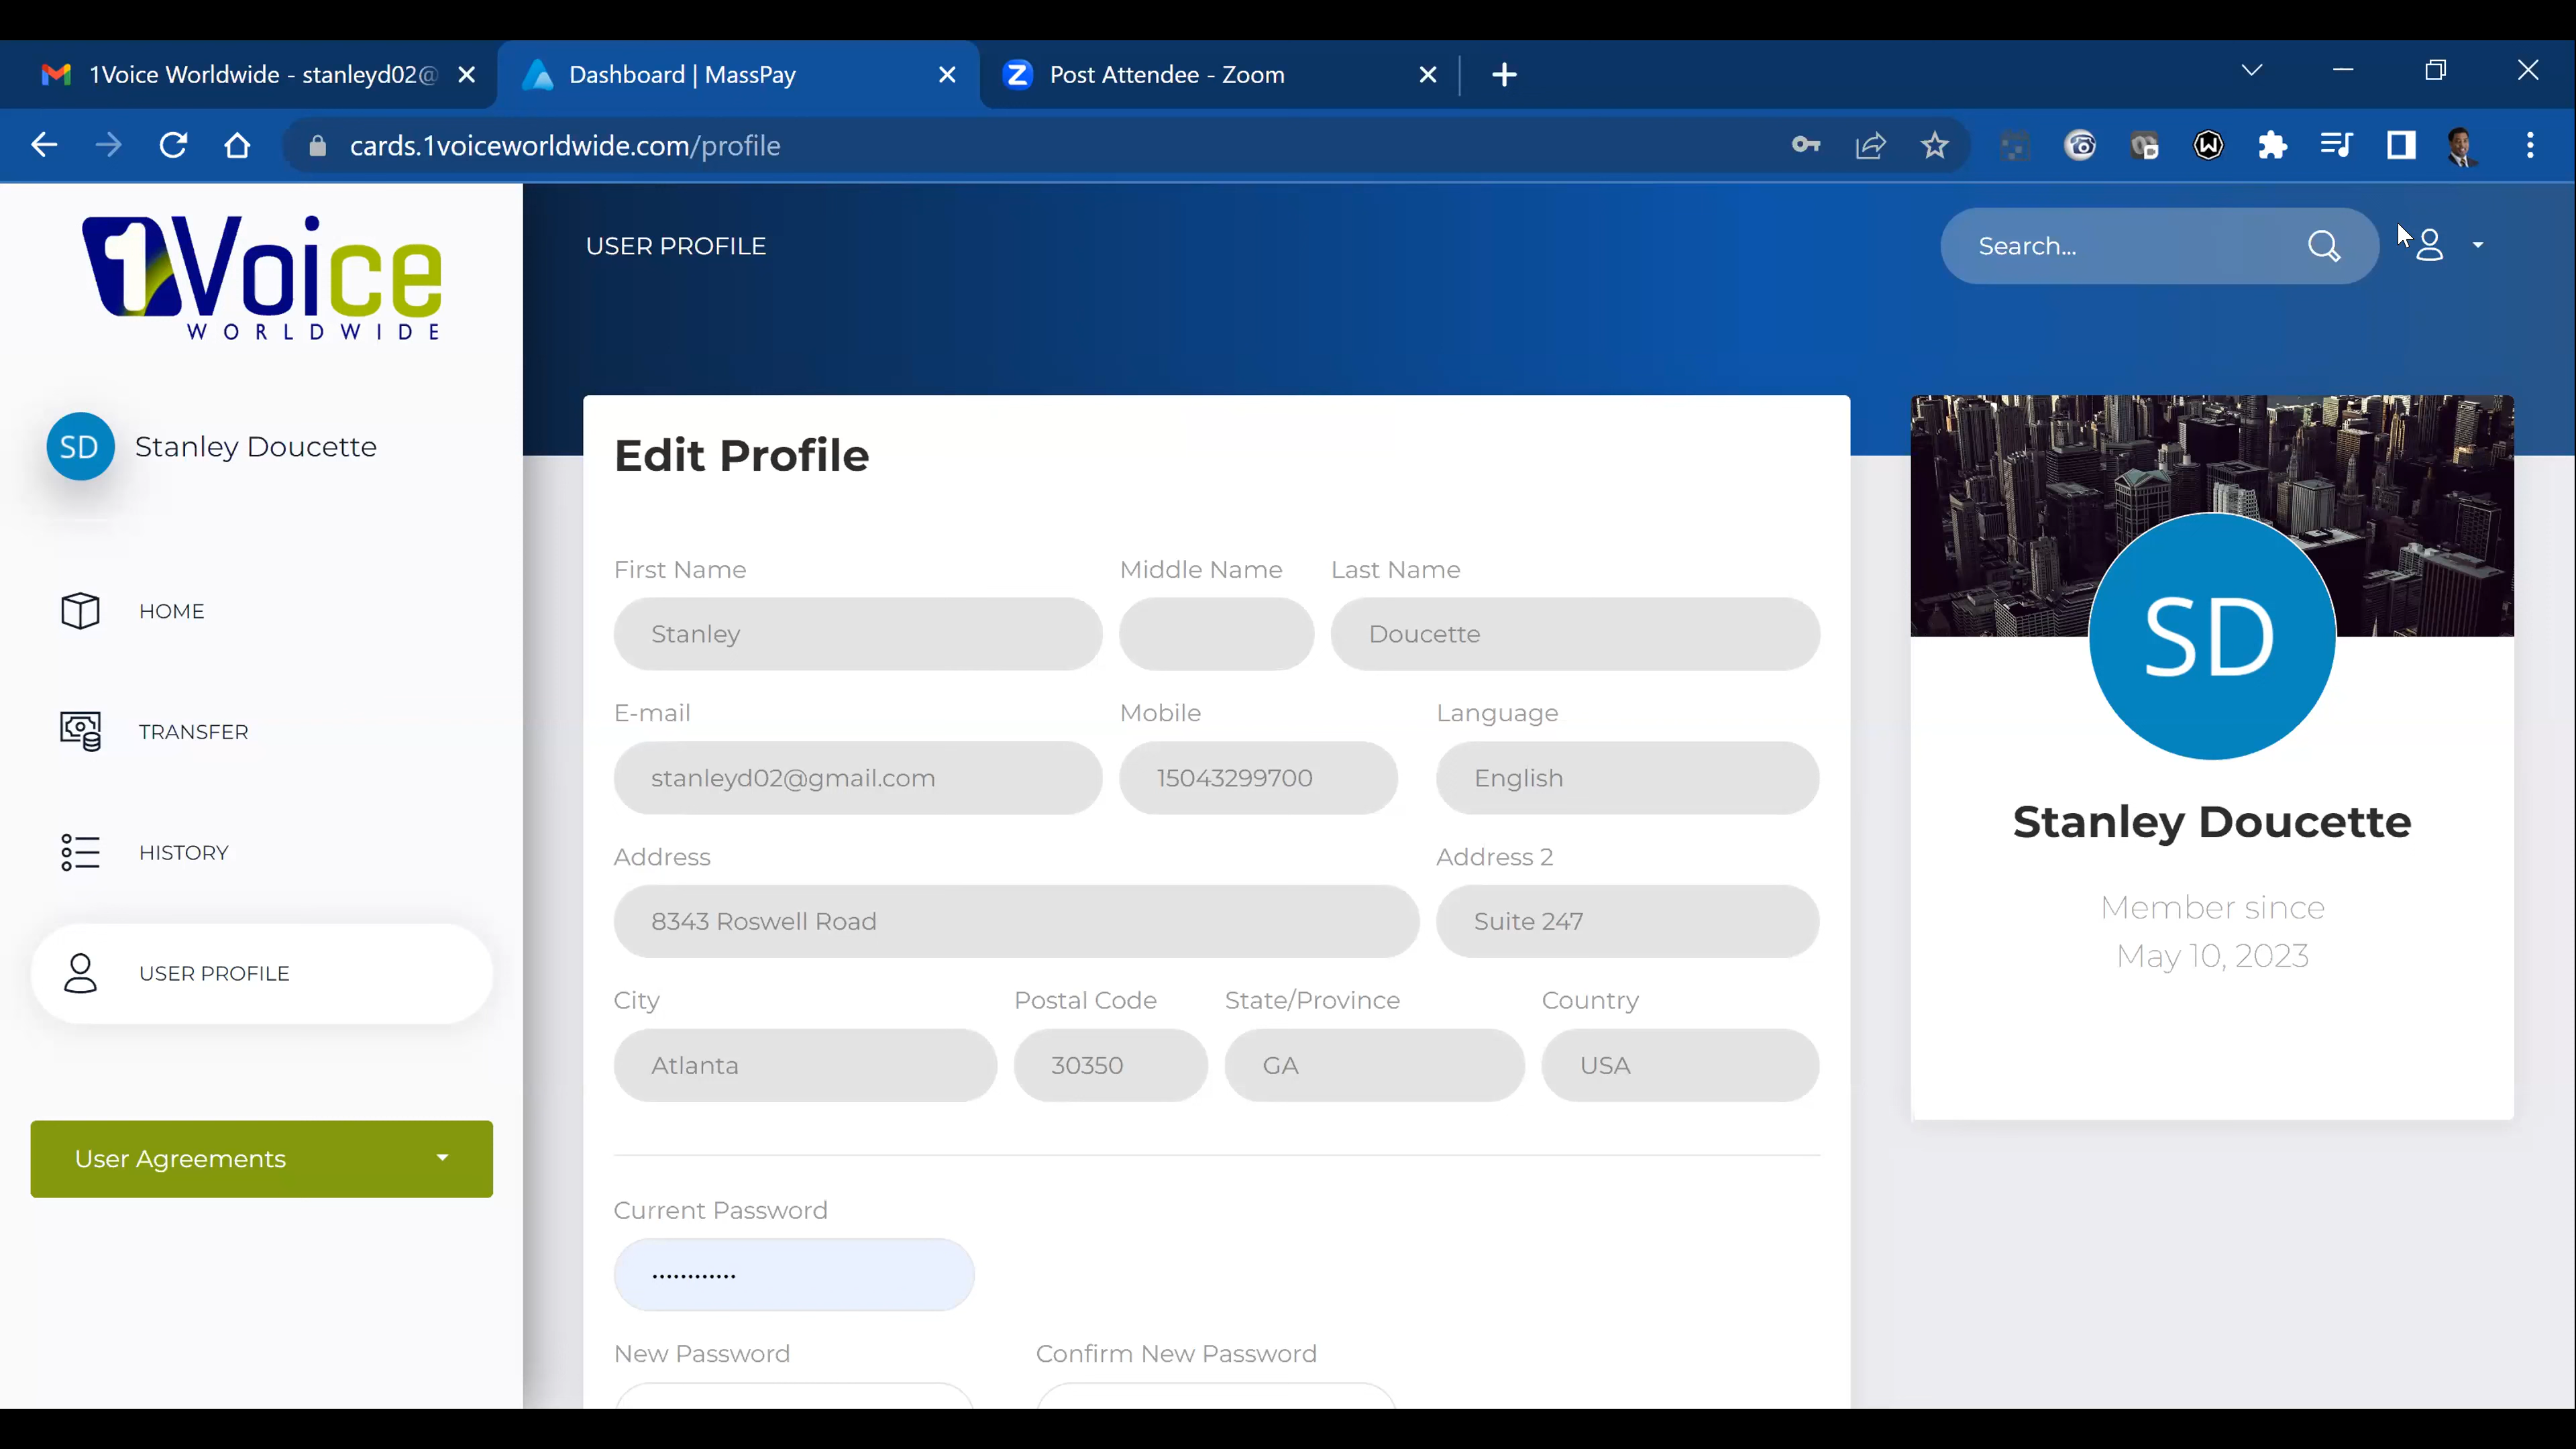 1Voice Worldwide - stanleyd02@
Dashboard | MassPay
Post Attendee - Zoom
cards.1voiceworldwide.com/profile
1Voice
WORLDWIDE
USER PROFILE
Search...
SD Stanley Doucette
HOME
TRANSFER
HISTORY
USER PROFILE
User Agreements
Edit Profile
First Name Middle Name Last Name
Stanley Doucette
E-mail Mobile Language
stanleyd02@gmail.com 15043299700 English
Address Address 2
8343 Roswell Road Suite 247
City Postal Code State/Province Country
Atlanta 30350 GA USA
Current Password
••••••••••••
New Password Confirm New Password
SD
Stanley Doucette
Member since
May 10, 2023